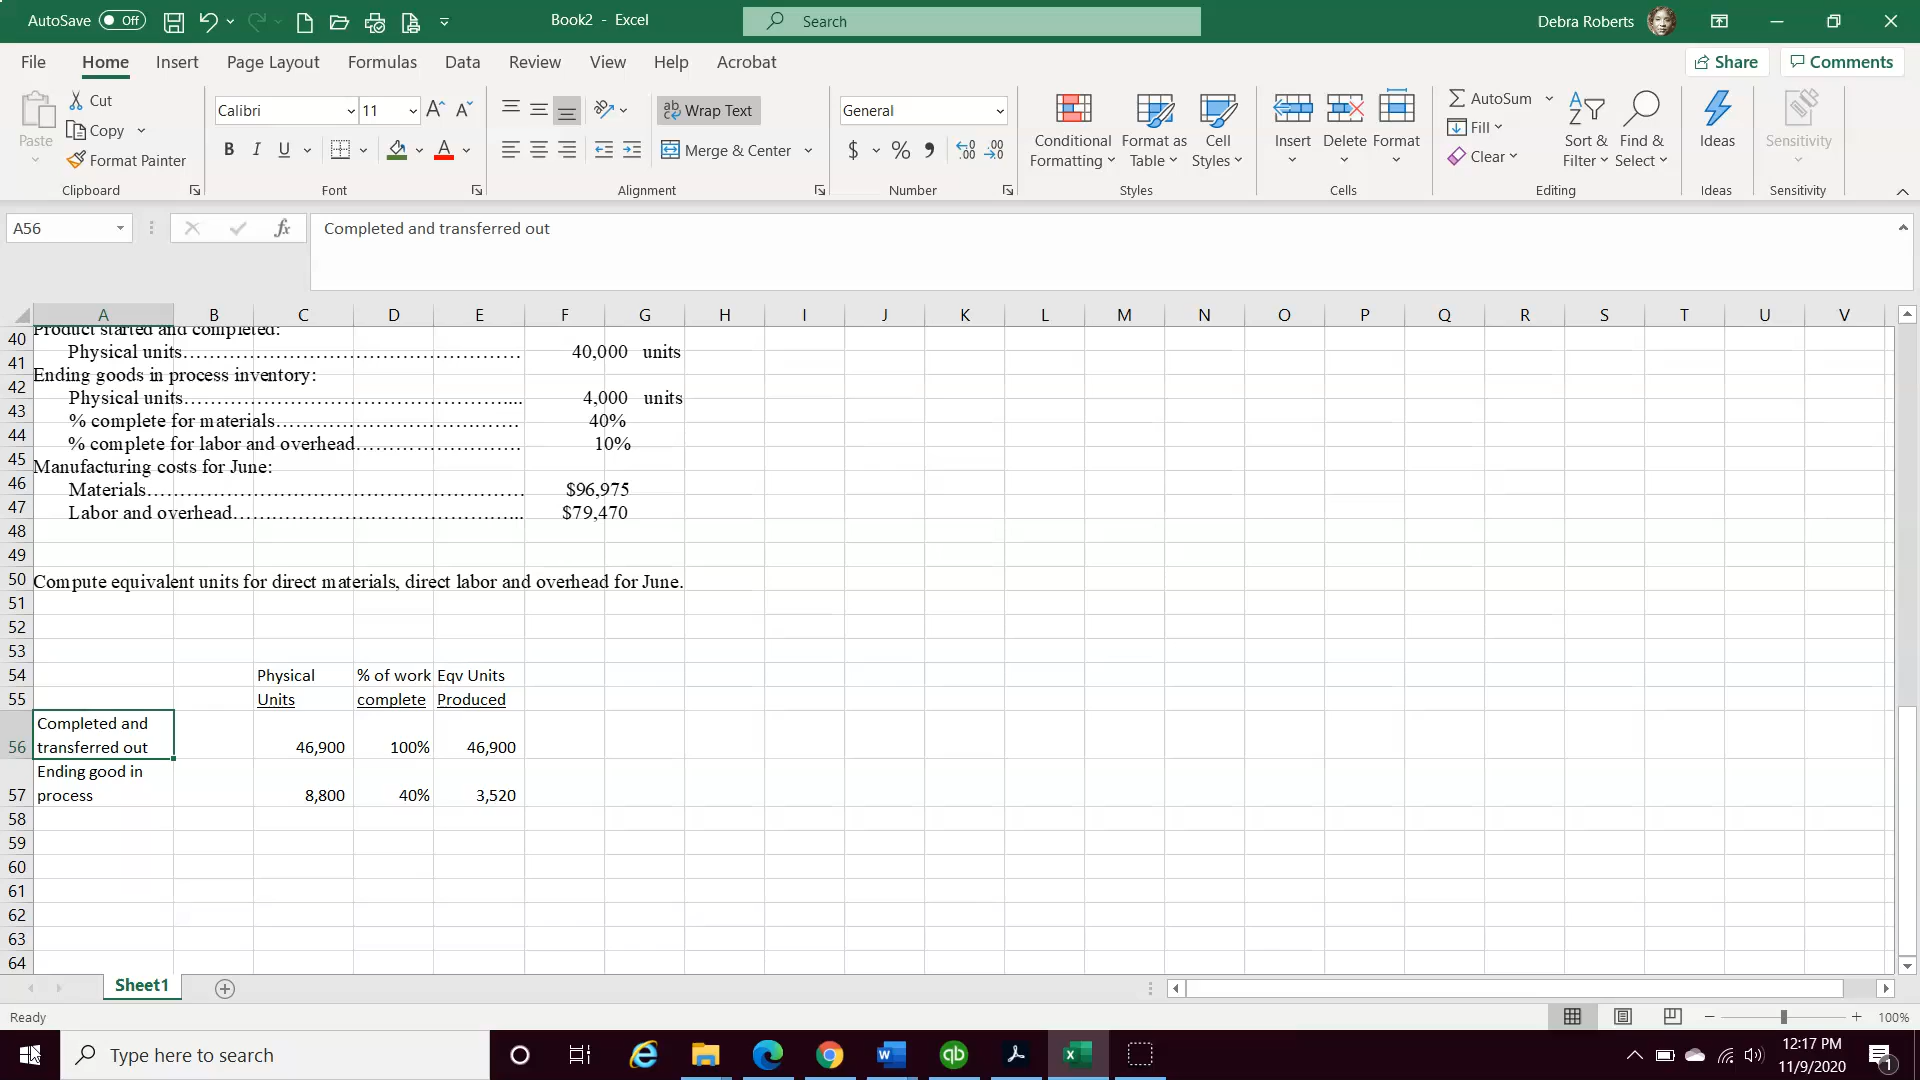 AutoSave Off Book2 - Excel Search Debra Roberts
File Home Insert Page Layout Formulas Data Review View Help Acrobat Share Comments
Paste Cut Copy Format Painter Clipboard
Calibri 11 A A B I U A Font
ab Wrap Text Merge & Center Alignment
General $ % 9 .00 .00 Number
Conditional Formatting Format as Table Cell Styles Styles
Insert Delete Format Cells
AutoSum Fill Clear Sort & Filter Find & Select Editing
Ideas Ideas
Sensitivity Sensitivity
A56 fx Completed and transferred out
A B C D E F G H I J K L M N O P Q R S T U V
40 Product started and completed:
41 Physical units…………………………………………… 40,000 units
42 Ending goods in process inventory:
43 Physical units………………………………………….... 4,000 units
44 % complete for materials………………………………. 40%
45 % complete for labor and overhead……………………. 10%
46 Manufacturing costs for June:
47 Materials………………………………………………… $96,975
48 Labor and overhead…………………………………….. $79,470
49
50 Compute equivalent units for direct materials, direct labor and overhead for June.
51
52
53
54 Physical % of work Eqv Units
55 Units complete Produced
Completed and
56 transferred out 46,900 100% 46,900
Ending good in
57 process 8,800 40% 3,520
58
59
60
61
62
63
64
Sheet1
Ready 100%
Type here to search 12:17 PM
11/9/2020 1